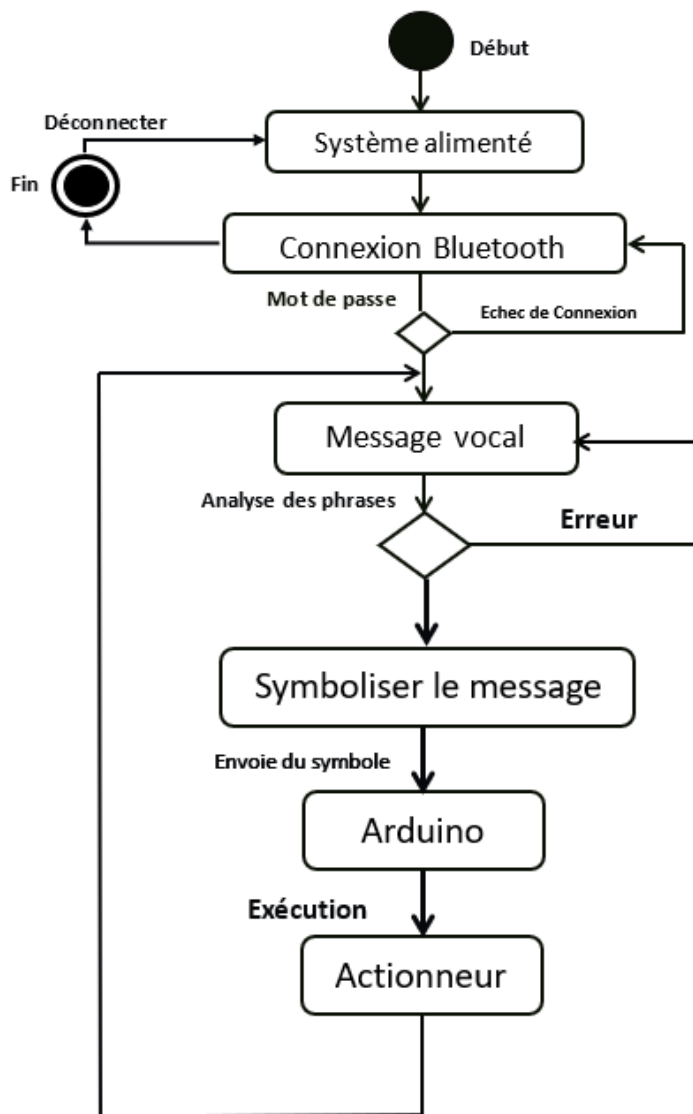 Début
Déconnecter
Système alimenté
Fin
Connexion Bluetooth
Mot de passe
Echec de Connexion
Message vocal
Analyse des phrases
Erreur
Symboliser le message
Envoie du symbole
Arduino
Exécution
Actionneur